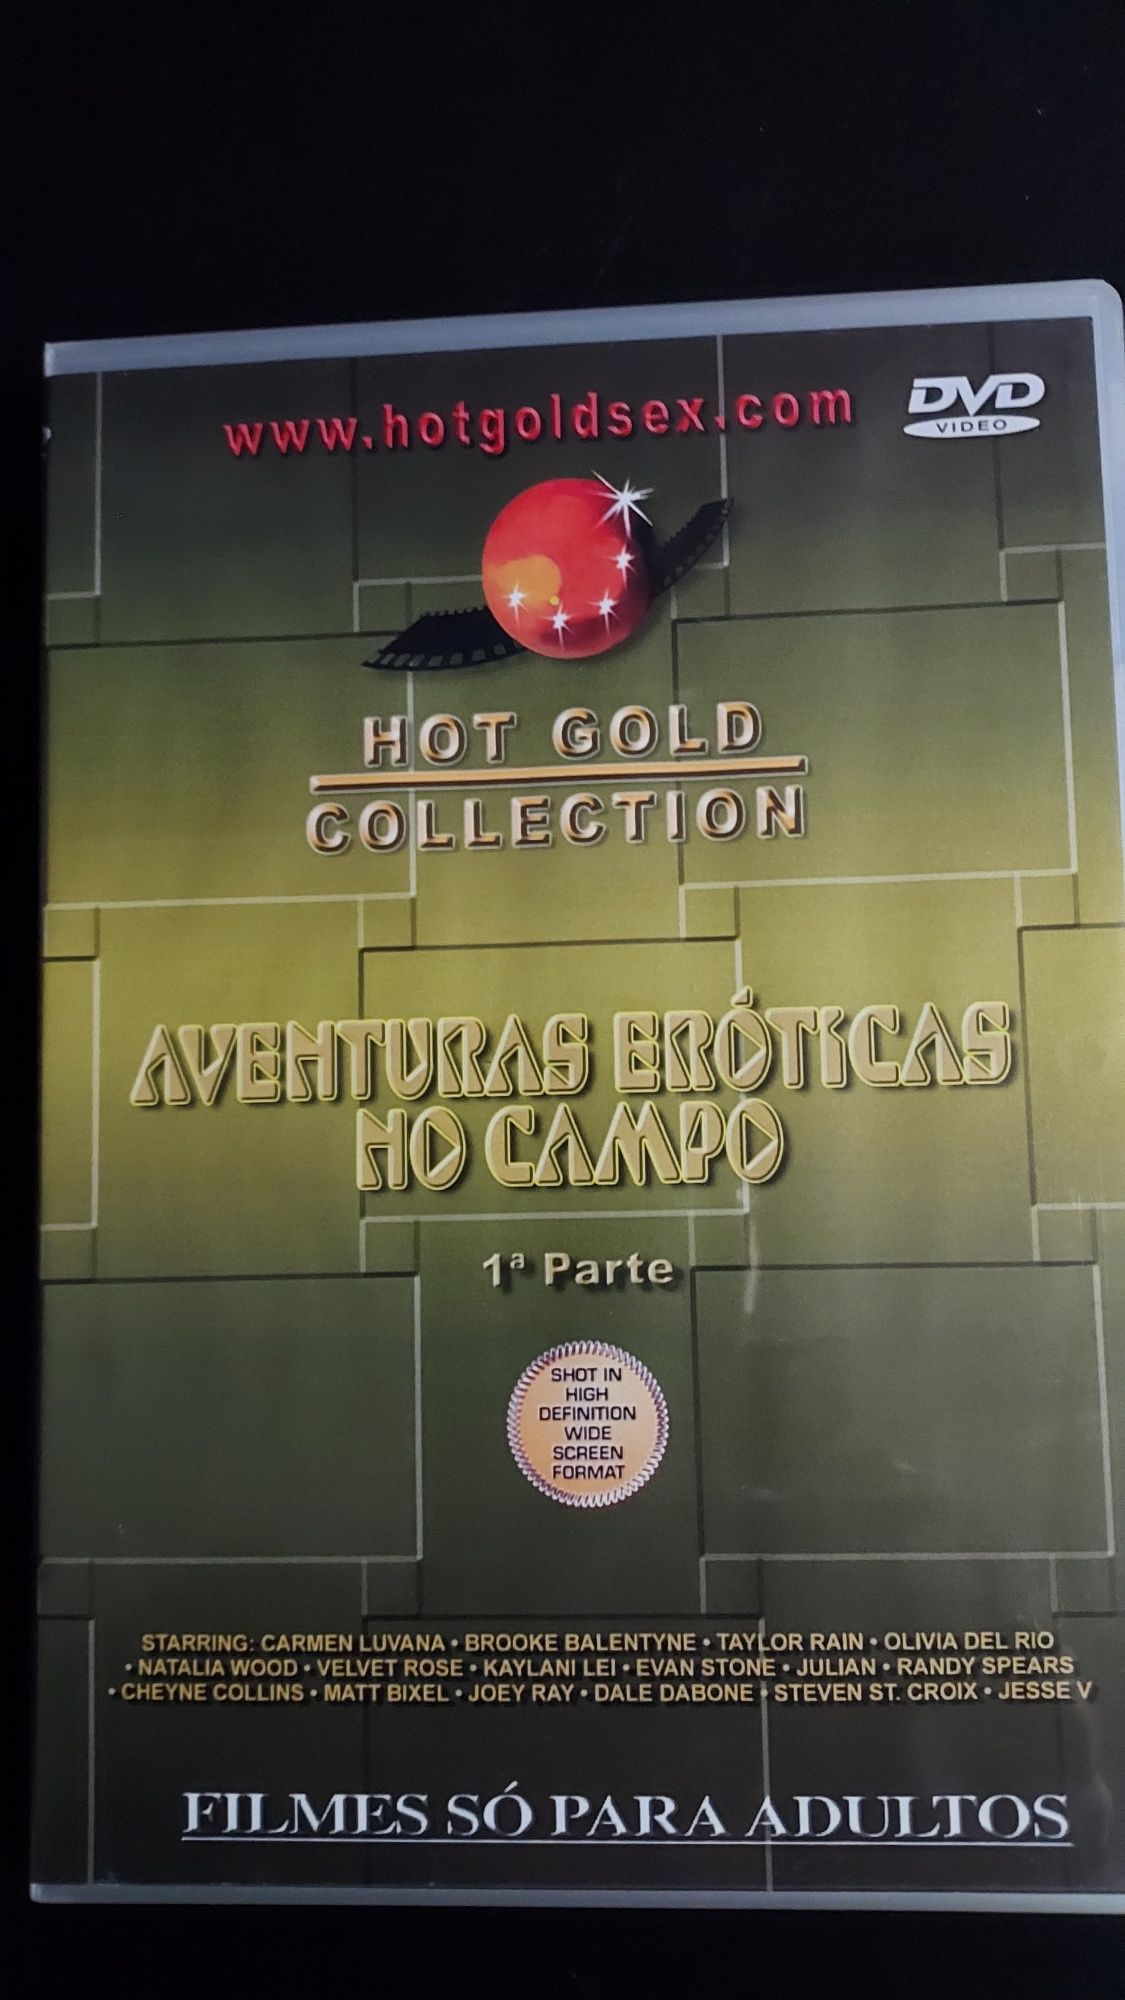 www.hotgoldsex.com
DVD
VIDEO
HOT GOLD
COLLECTION
AVENTURAS ERÓTICAS
NO CAMPO
1ª Parte
SHOT IN
HIGH
DEFINITION
WIDE
SCREEN
FORMAT
STARRING: CARMEN LUVANA • BROOKE BALENTYNE • TAYLOR RAIN • OLIVIA DEL RIO
• NATALIA WOOD • VELVET ROSE • KAYLANI LEI • EVAN STONE • JULIAN • RANDY SPEARS
• CHEYNE COLLINS • MATT BIXEL • JOEY RAY • DALE DABONE • STEVEN ST. CROIX • JESSE V
FILMES SÓ PARA ADULTOS